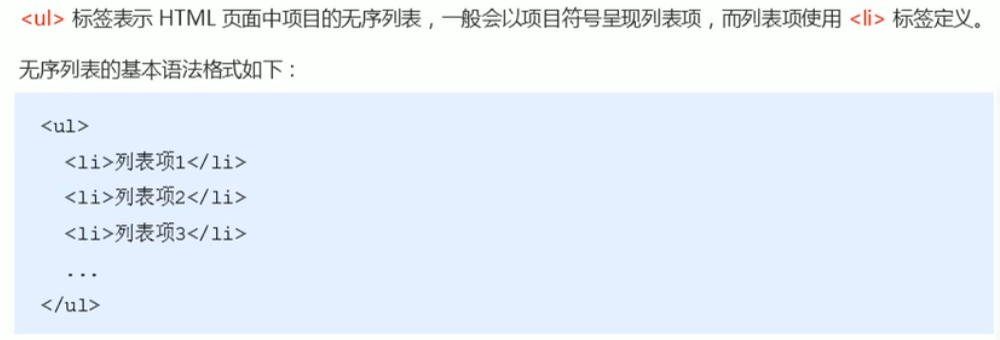 <ul> 标签表示 HTML 页面中项目的无序列表，一般会以项目符号呈现列表项，而列表项使用 <li> 标签定义。
无序列表的基本语法格式如下：
<ul>
  <li>列表项1</li>
  <li>列表项2</li>
  <li>列表项3</li>
  ...
</ul>